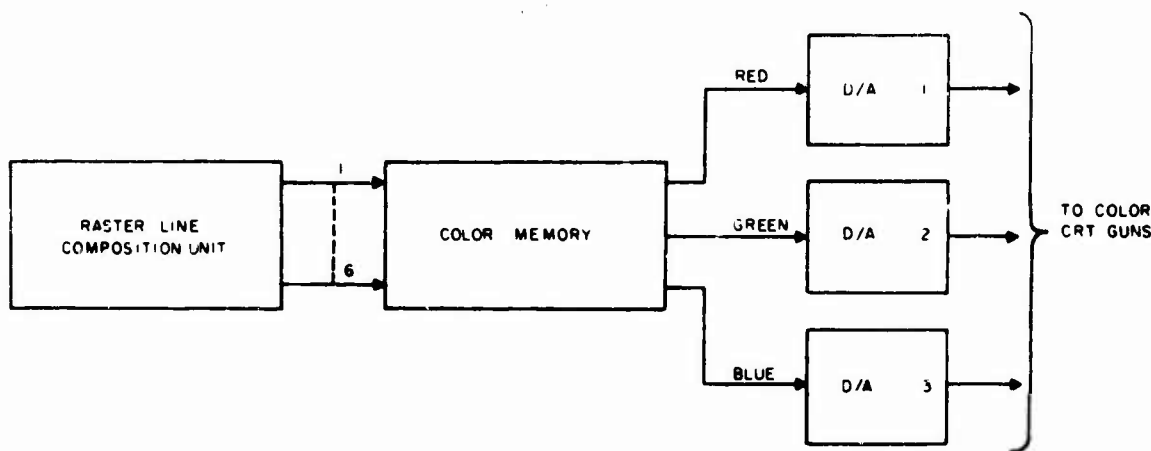 RASTER LINE
COMPOSITION UNIT
1
6
COLOR MEMORY
RED
GREEN
BLUE
D/A 1
D/A 2
D/A 3
TO COLOR
CRT GUNS